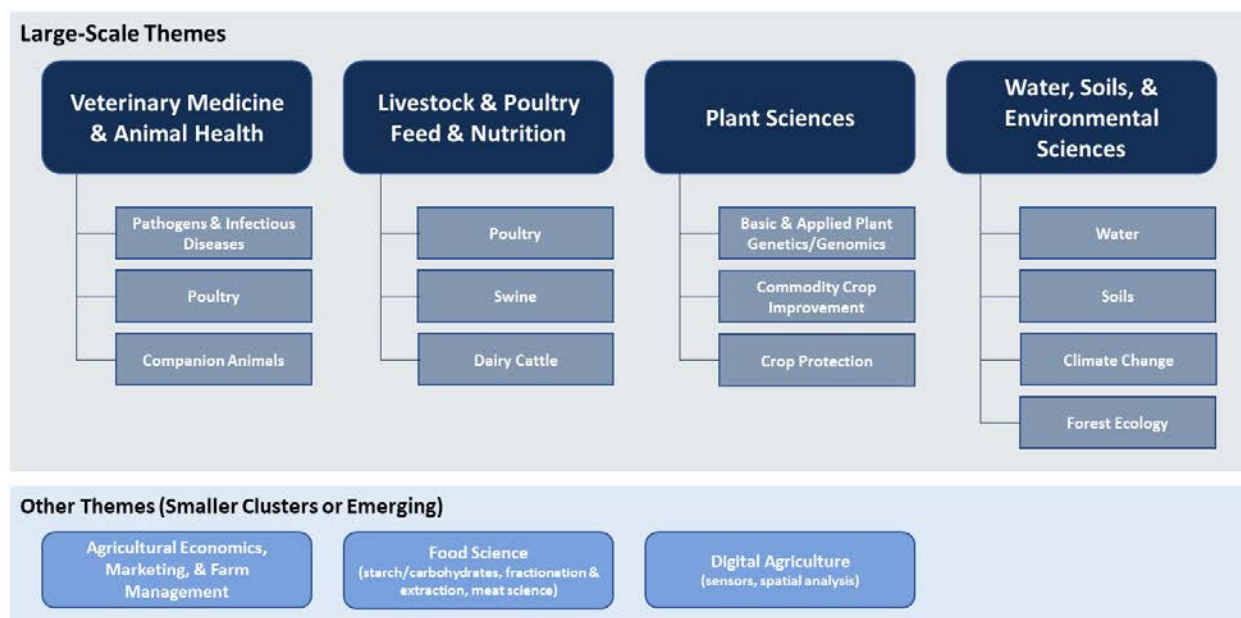 Large-Scale Themes
Veterinary Medicine
& Animal Health
Pathogens & Infectious
Diseases
Poultry
Companion Animals
Livestock & Poultry
Feed & Nutrition
Poultry
Swine
Dairy Cattle
Plant Sciences
Basic & Applied Plant
Genetics/Genomics
Commodity Crop
Improvement
Crop Protection
Water, Soils, &
Environmental
Sciences
Water
Soils
Climate Change
Forest Ecology
Other Themes (Smaller Clusters or Emerging)
Agricultural Economics,
Marketing, & Farm
Management
Food Science
(starch/carbohydrates, fractionation &
extraction, meat science)
Digital Agriculture
(sensors, spatial analysis)